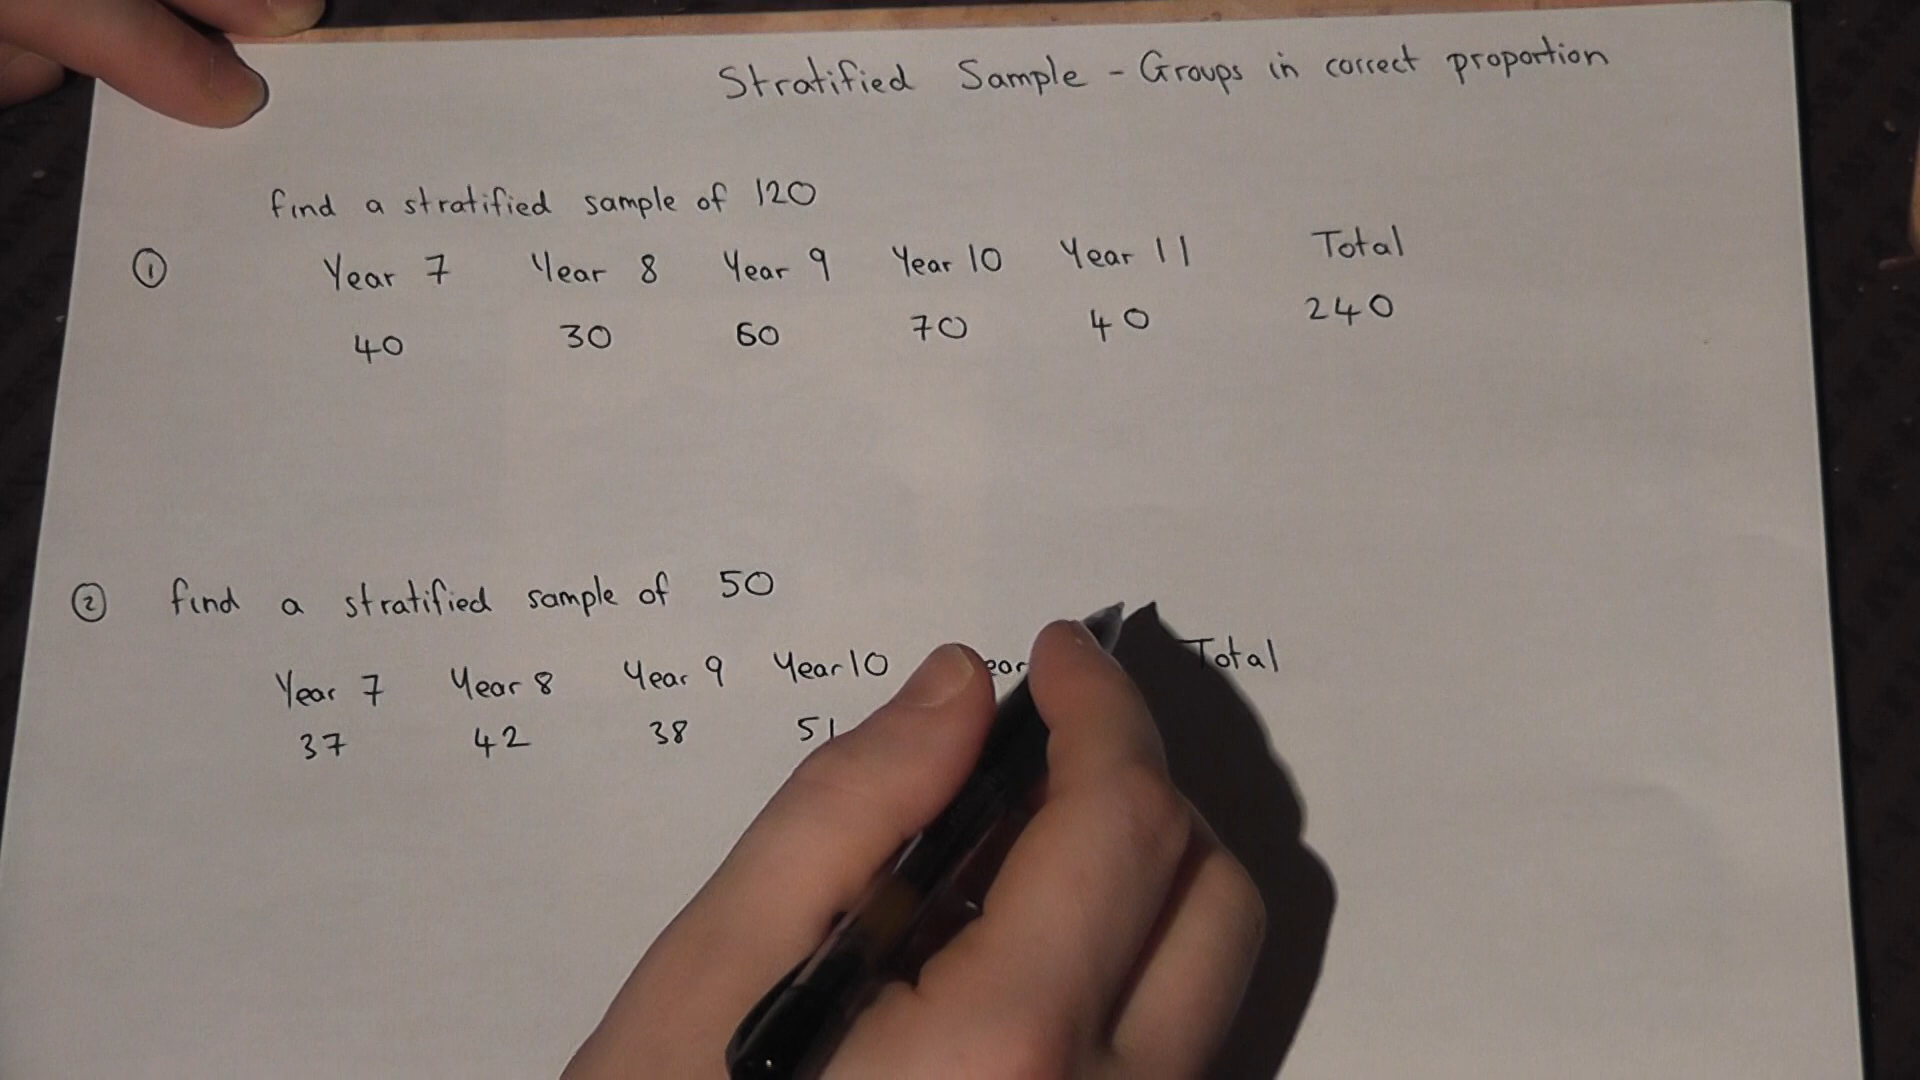 Stratified Sample - Groups in correct proportion
find a stratified sample of 120
① Year 7 Year 8 Year 9 Year 10 Year 11 Total
40 30 60 70 40 240
② find a stratified sample of 50
Year 7 Year 8 Year 9 Year 10 Total
37 42 38 51